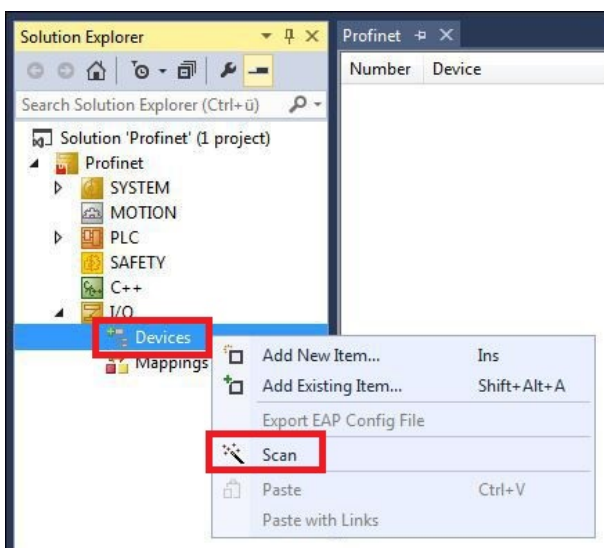 Solution Explorer
Search Solution Explorer (Ctrl+ü)
Solution 'Profinet' (1 project)
Profinet
SYSTEM
MOTION
PLC
SAFETY
C++
I/O
Devices
Mappings
Profinet
Number Device
Add New Item... Ins
Add Existing Item... Shift+Alt+A
Export EAP Config File
Scan
Paste Ctrl+V
Paste with Links